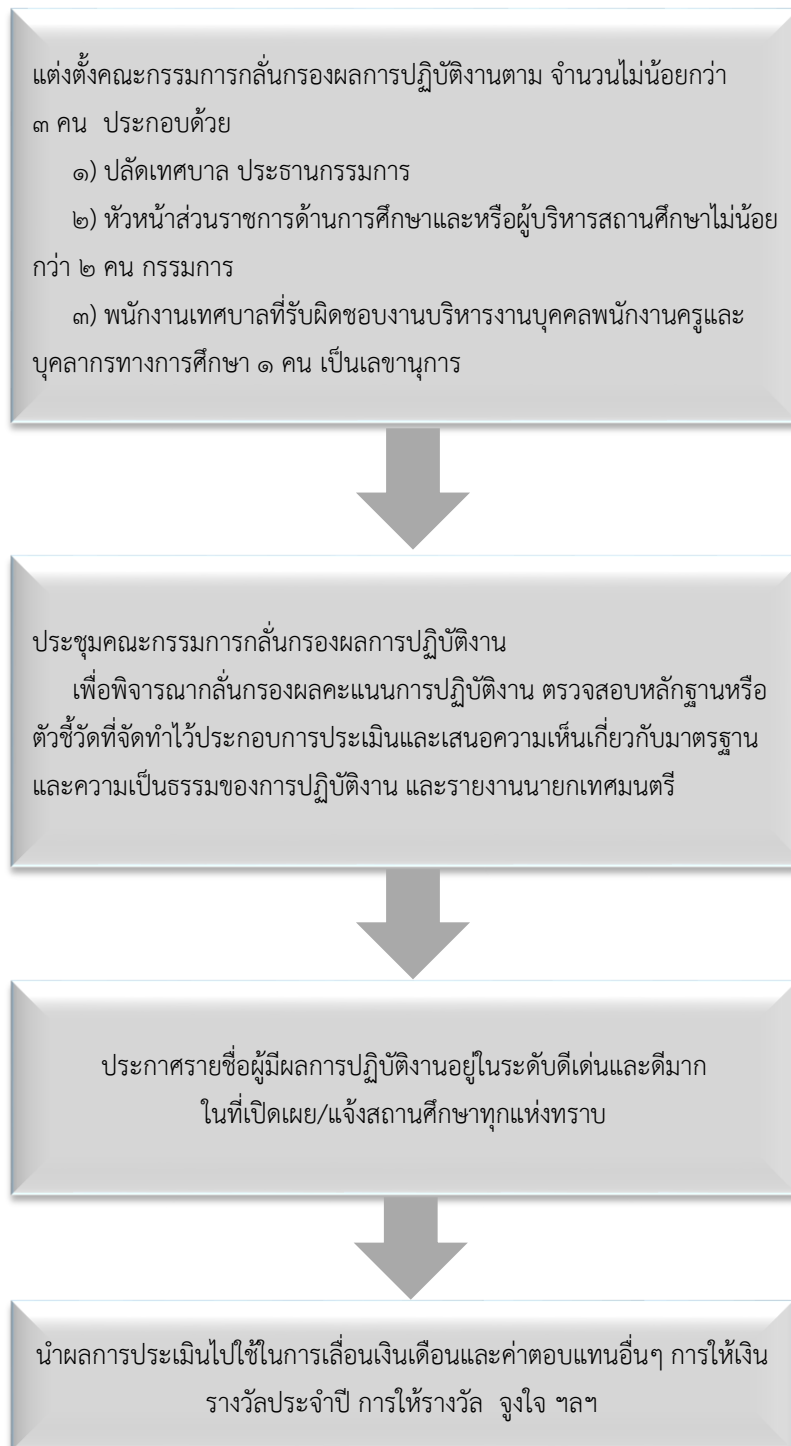 แต่งตั้งคณะกรรมการกลั่นกรองผลการปฏิบัติงานตาม จำนวนไม่น้อยกว่า
๓ คน ประกอบด้วย
๑) ปลัดเทศบาล ประธานกรรมการ
๒) หัวหน้าส่วนราชการด้านการศึกษาและหรือผู้บริหารสถานศึกษาไม่น้อย
กว่า ๒ คน กรรมการ
๓) พนักงานเทศบาลที่รับผิดชอบงานบริหารงานบุคคลพนักงานครูและ
บุคลากรทางการศึกษา ๑ คน เป็นเลขานุการ
ประชุมคณะกรรมการกลั่นกรองผลการปฏิบัติงาน
เพื่อพิจารณากลั่นกรองผลคะแนนการปฏิบัติงาน ตรวจสอบหลักฐานหรือ
ตัวชี้วัดที่จัดทำไว้ประกอบการประเมินและเสนอความเห็นเกี่ยวกับมาตรฐาน
และความเป็นธรรมของการปฏิบัติงาน และรายงานนายกเทศมนตรี
ประกาศรายชื่อผู้มีผลการปฏิบัติงานอยู่ในระดับดีเด่นและดีมาก
ในที่เปิดเผย/แจ้งสถานศึกษาทุกแห่งทราบ
นำผลการประเมินไปใช้ในการเลื่อนเงินเดือนและค่าตอบแทนอื่นๆ การให้เงิน
รางวัลประจำปี การให้รางวัล จูงใจ ฯลฯ